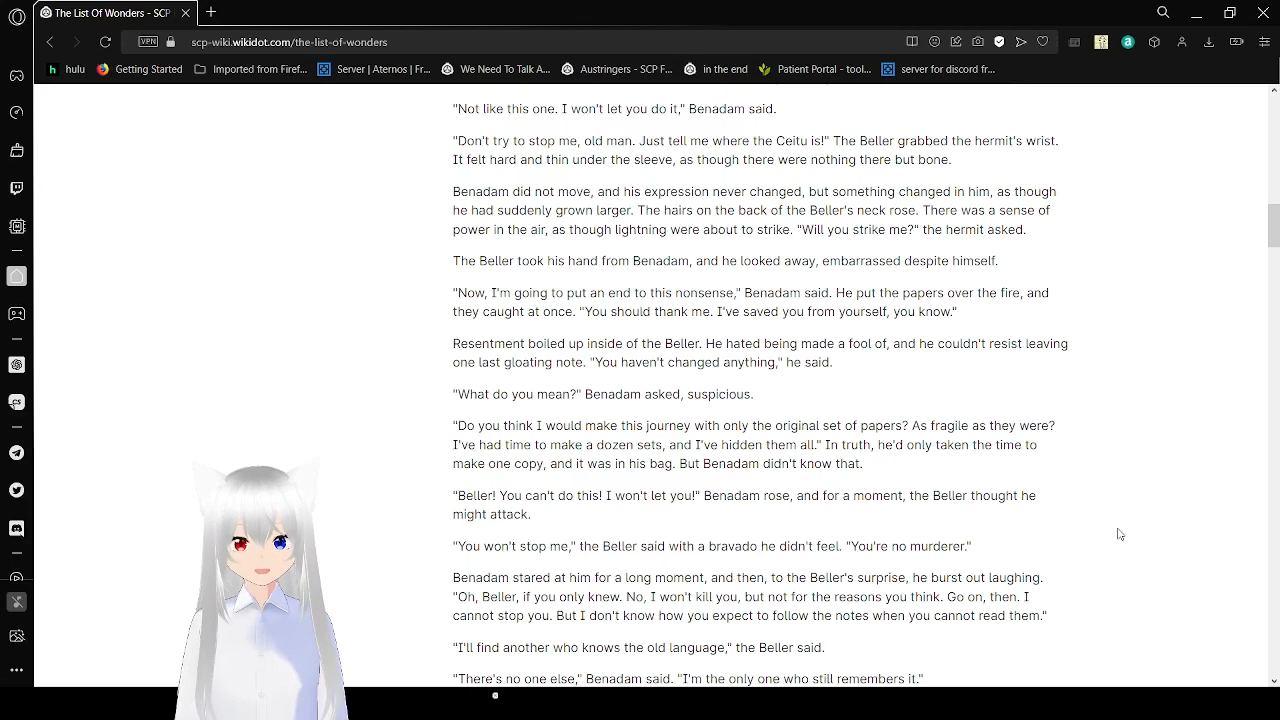 The List Of Wonders - SCP
VPN
scp-wiki.wikidot.com/the-list-of-wonders
hulu
Getting Started
Imported from Firef...
Server | Aternos | Fr...
We Need To Talk A...
Austringers - SCP F...
in the end
Patient Portal - tool...
server for discord fr...
"Not like this one. I won't let you do it," Benadam said.
"Don't try to stop me, old man. Just tell me where the Ceitu is!" The Beller grabbed the hermit's wrist.
It felt hard and thin under the sleeve, as though there were nothing there but bone.
Benadam did not move, and his expression never changed, but something changed in him, as though
he had suddenly grown larger. The hairs on the back of the Beller's neck rose. There was a sense of
power in the air, as though lightning were about to strike. "Will you strike me?" the hermit asked.
The Beller took his hand from Benadam, and he looked away, embarrassed despite himself.
"Now, I'm going to put an end to this nonsense," Benadam said. He put the papers over the fire, and
they caught at once. "You should thank me. I've saved you from yourself, you know."
Resentment boiled up inside of the Beller. He hated being made a fool of, and he couldn't resist leaving
one last gloating note. "You haven't changed anything," he said.
"What do you mean?" Benadam asked, suspicious.
"Do you think I would make this journey with only the original set of papers? As fragile as they were?
I've had time to make a dozen sets, and I've hidden them all." In truth, he'd only taken the time to
make one copy, and it was in his bag. But Benadam didn't know that.
"Beller! You can't do this! I won't let you!" Benadam rose, and for a moment, the Beller thought he
might attack.
"You won't stop me," the Beller said with a bravado he didn't feel. "You're no murderer."
Benadam stared at him for a long moment, and then, to the Beller's surprise, he burst out laughing.
"Oh, Beller, if you only knew. No, I won't kill you, but not for the reasons you think. Go on, then. I
cannot stop you. But I don't know how you expect to follow the notes when you cannot read them."
"I'll find another who knows the old language," the Beller said.
"There's no one else," Benadam said. "I'm the only one who still remembers it."